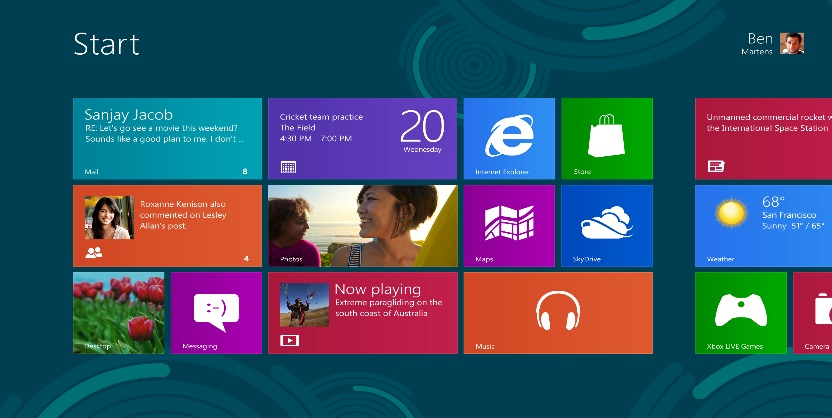 Start
Ben
Martens
Sanjay Jacob
RE: Let's go see a movie this weekend?
Sounds like a good plan to me. I don't ...
Mail
8
Cricket team practice
The Field
4:30 PM – 7:00 PM
20
Wednesday
Internet Explorer
Store
Unmanned commercial rocket w
the International Space Station
Roxanne Kenison also
commented on Lesley
Allan's post.
4
Photos
Maps
SkyDrive
68°
San Francisco
Sunny 51° / 65°
Weather
Desktop
:-)
Messaging
Now playing
Extreme paragliding on the
south coast of Australia
Music
Xbox LIVE Games
Camera